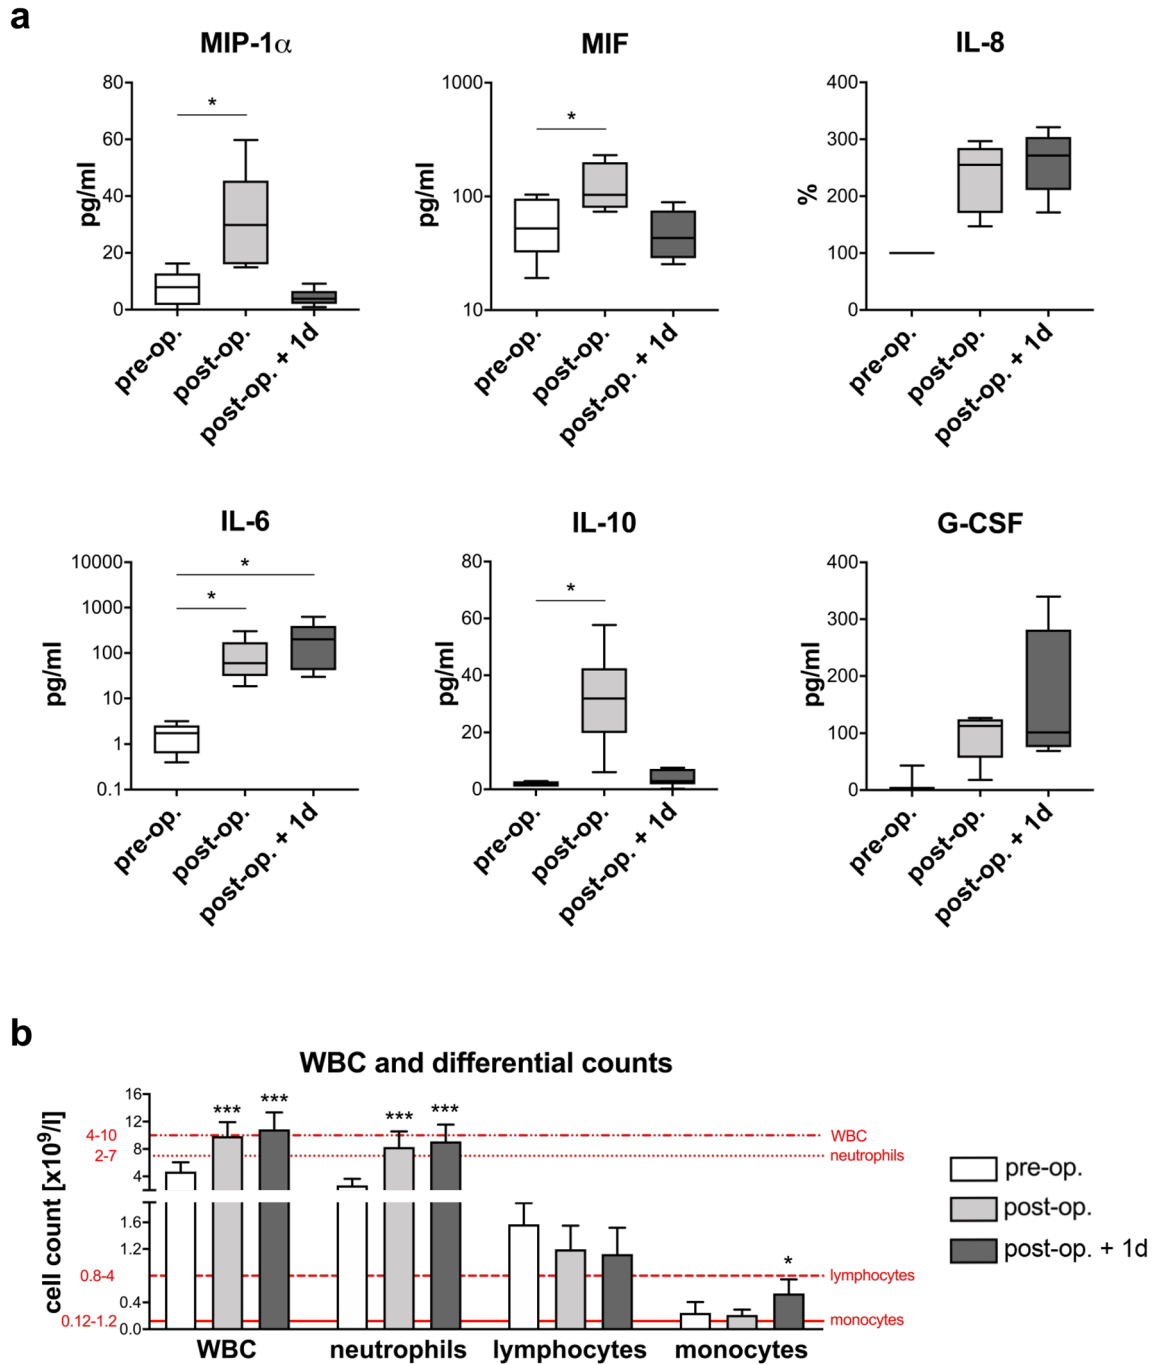 a
MIP-1α
MIF
IL-8
80
60
40
20
0
pg/ml
*
pre-op.
post-op.
post-op. + 1d
1000
100
10
pg/ml
*
pre-op.
post-op.
post-op. + 1d
400
300
200
100
0
%
pre-op.
post-op.
post-op. + 1d
IL-6
IL-10
G-CSF
10000
1000
100
10
1
0.1
pg/ml
*
*
pre-op.
post-op.
post-op. + 1d
80
60
40
20
0
pg/ml
*
pre-op.
post-op.
post-op. + 1d
400
300
200
100
0
pg/ml
pre-op.
post-op.
post-op. + 1d
b
WBC and differential counts
cell count [x10⁹/l]
16
12
8
4
1.6
1.2
0.4
0.0
4-10
2-7
0.8-4
0.12-1.2
*** ***
*** ***
*
WBC
neutrophils
lymphocytes
monocytes
WBC
neutrophils
lymphocytes
monocytes
pre-op.
post-op.
post-op. + 1d